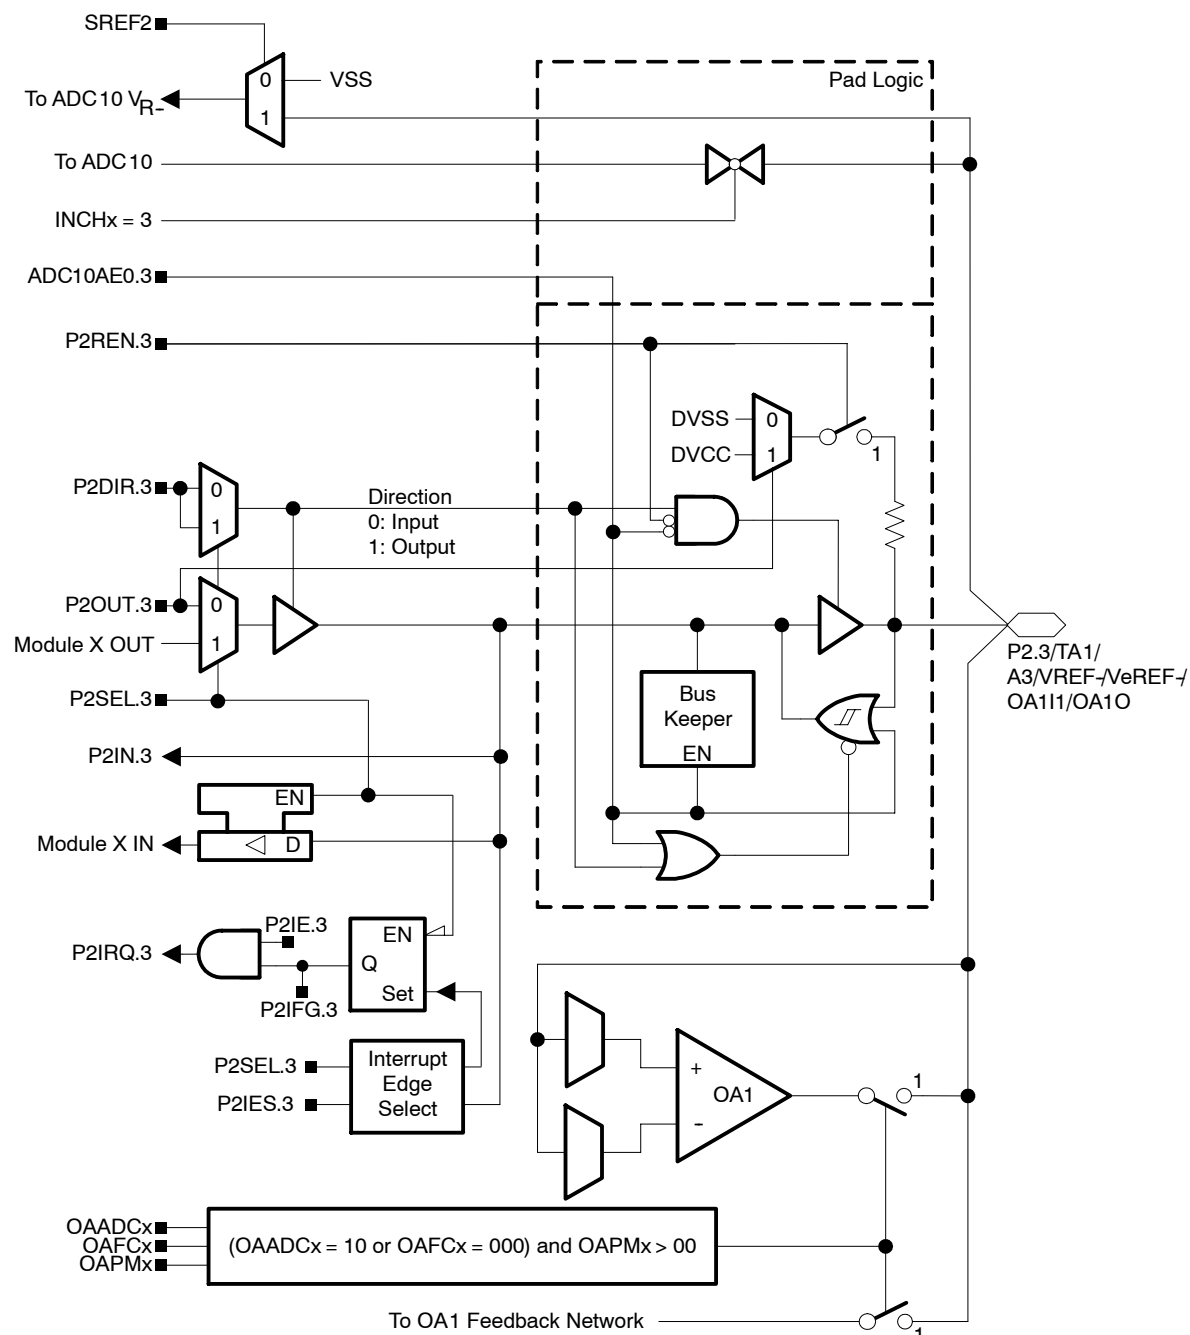 SREF2
0
VSS
To ADC10 VR-
1
Pad Logic
To ADC10
INCHx = 3
ADC10AE0.3
P2REN.3
DVSS
0
DVCC
1
1
P2DIR.3
0
1
Direction
0: Input
1: Output
P2OUT.3
0
Module X OUT
1
P2.3/TA1/
A3/VREF-/VeREF-/
OA1I1/OA1O
P2SEL.3
Bus
Keeper
EN
P2IN.3
EN
Module X IN
D
P2IE.3
P2IRQ.3
EN
Q
Set
P2IFG.3
P2SEL.3
P2IES.3
Interrupt
Edge
Select
+
OA1
-
1
OAADCx
OAFCx
OAPMx
(OAADCx = 10 or OAFCx = 000) and OAPMx > 00
To OA1 Feedback Network
1